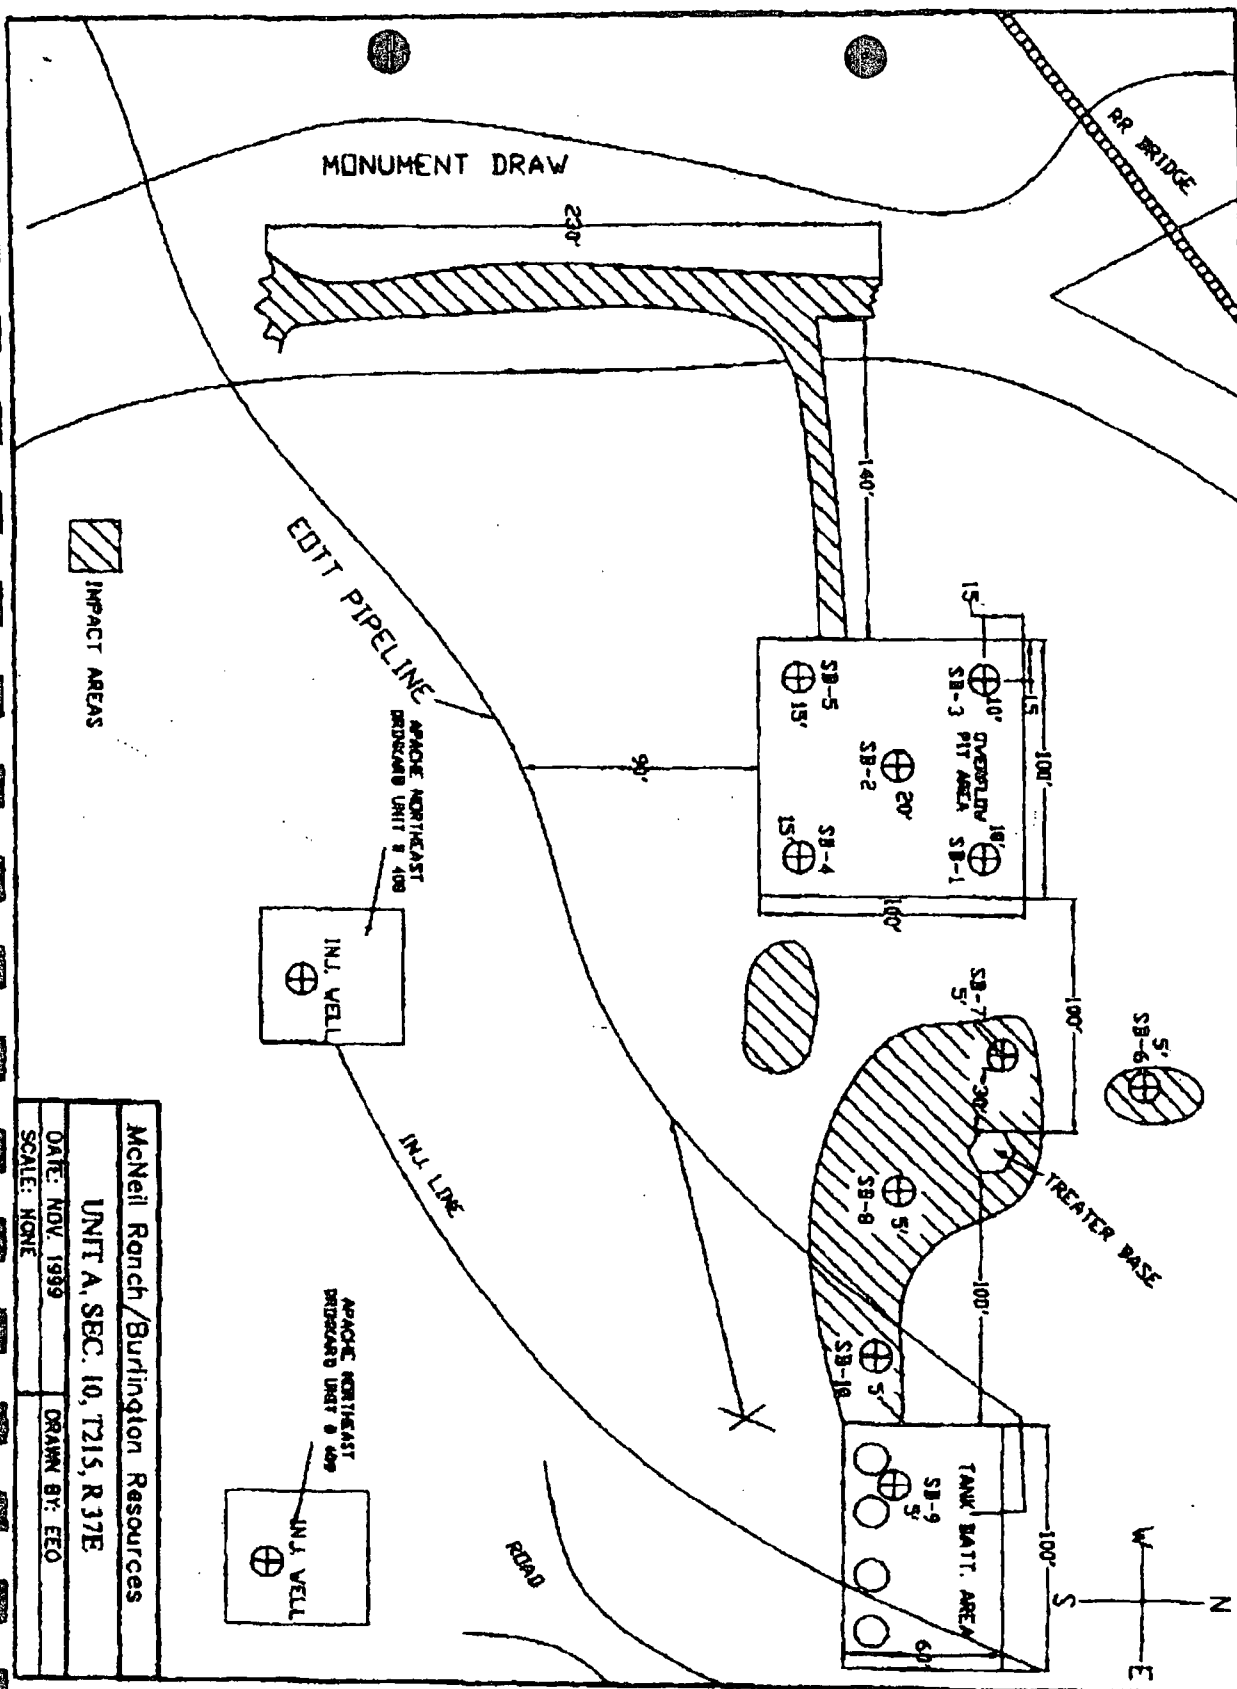 RR BRIDGE
MONUMENT DRAW
230'
140'
EOTT PIPELINE
IMPACT AREAS
15'
15
100'
SB-3
10'
OVERFLOW
PIT AREA
SB-1
SB-5
15'
SB-2
20'
SB-4
15'
100'
90'
100'
APACHE NORTHEAST
DRINKARD UNIT # 408
INJ. WELL
INJ. LINE
SB-7
5'
30'
SB-6
5'
TREATER BASE
SB-8
5'
100'
5'
TANK BATT. AREA
SB-9
5'
100'
60'
APACHE NORTHEAST
DRINKARD UNIT # 409
INJ. WELL
ROAD
N
S
W
E
McNeil Ranch/Burlington Resources
UNIT A, SEC. 10, T21S, R37E
DATE: NOV. 1999
DRAWN BY: EEO
SCALE: NONE